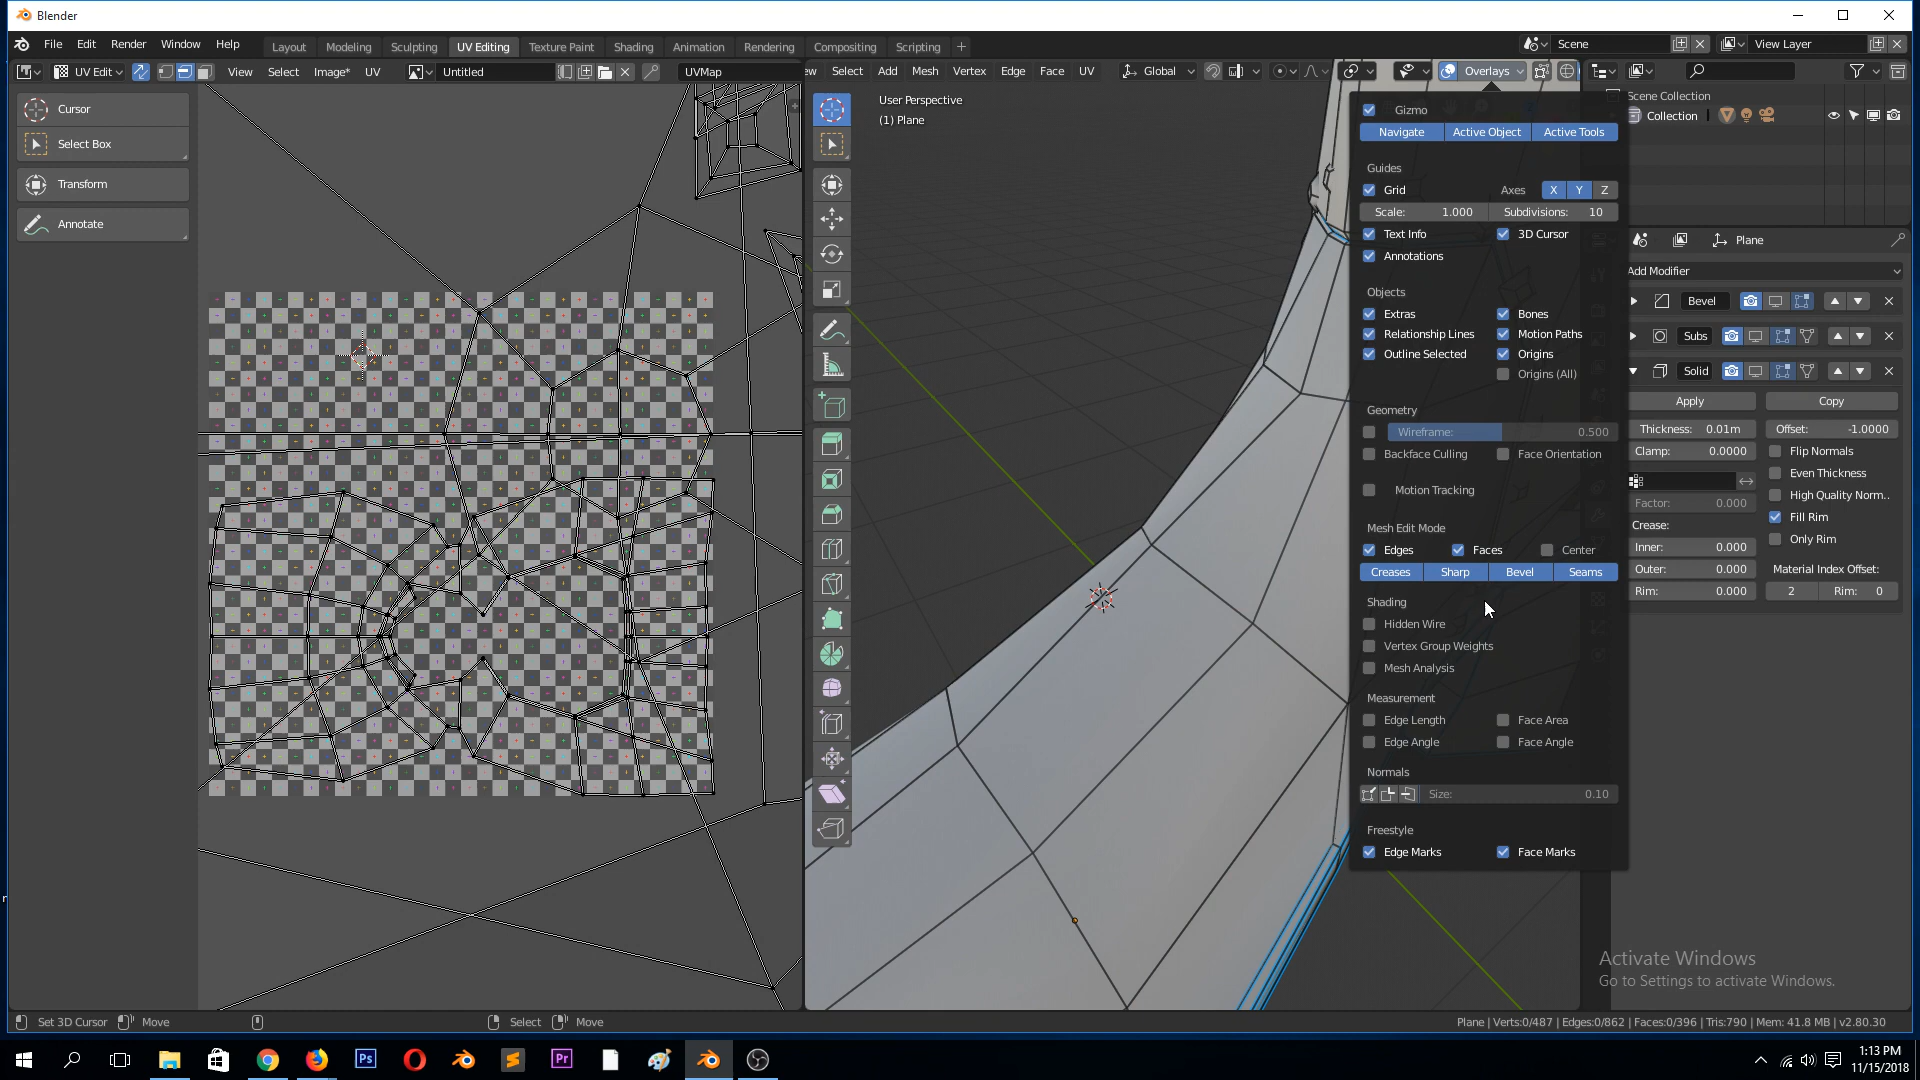 Blender
File Edit Render Window Help
Layout Modeling Sculpting UV Editing Texture Paint Shading Animation Rendering Compositing Scripting
Scene
View Layer
UV Edit
View Select Image* UV
Untitled
UVMap
ew Select Add Mesh Vertex Edge Face UV
Global
Overlays
Cursor
Select Box
Transform
Annotate
User Perspective
(1) Plane
Gizmo
Navigate Active Object Active Tools
Guides
Grid Axes X Y Z
Scale: 1.000 Subdivisions: 10
Text Info 3D Cursor
Annotations
Objects
Extras Bones
Relationship Lines Motion Paths
Outline Selected Origins
Origins (All)
Geometry
Wireframe: 0.500
Backface Culling Face Orientation
Motion Tracking
Mesh Edit Mode
Edges Faces Center
Creases Sharp Bevel Seams
Shading
Hidden Wire
Vertex Group Weights
Mesh Analysis
Measurement
Edge Length Face Area
Edge Angle Face Angle
Normals
Size: 0.10
Freestyle
Edge Marks Face Marks
Scene Collection
Collection
Plane
Add Modifier
Bevel
Subs
Solid
Apply Copy
Thickness: 0.01m Offset: -1.0000
Clamp: 0.0000 Flip Normals
Even Thickness
Factor: 0.000 High Quality Norm..
Crease: Fill Rim
Inner: 0.000 Only Rim
Outer: 0.000 Material Index Offset:
Rim: 0.000 2 Rim: 0
Activate Windows
Go to Settings to activate Windows.
Set 3D Cursor Move Select Move
Plane | Verts:0/487 | Edges:0/862 | Faces:0/396 | Tris:790 | Mem: 41.8 MB | v2.80.30
Ps
Pr
1:13 PM
11/15/2018